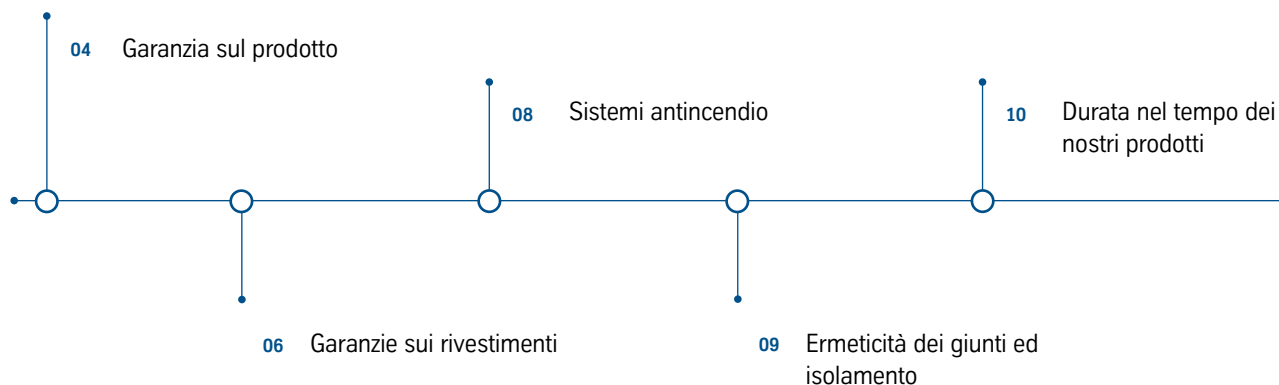 04 Garanzia sul prodotto
06 Garanzie sui rivestimenti
08 Sistemi antincendio
09 Ermeticità dei giunti ed
isolamento
10 Durata nel tempo dei
nostri prodotti